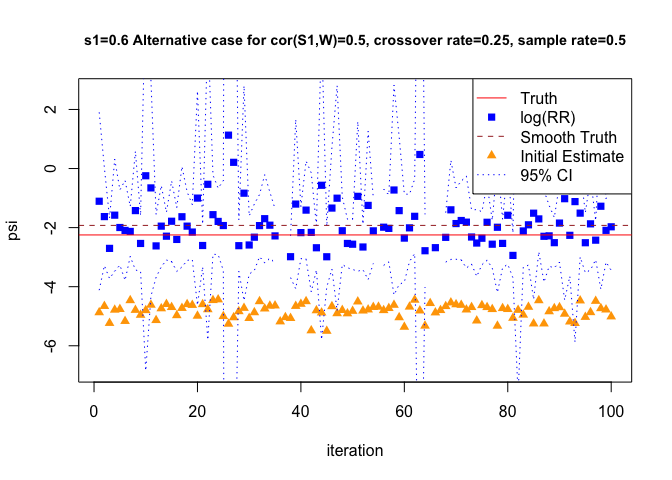 s1=0.6 Alternative case for cor(S1,W)=0.5, crossover rate=0.25, sample rate=0.5
Truth
log(RR)
Smooth Truth
Initial Estimate
95% CI
psi
2
0
-2
-4
-6
0
20
40
60
80
100
iteration